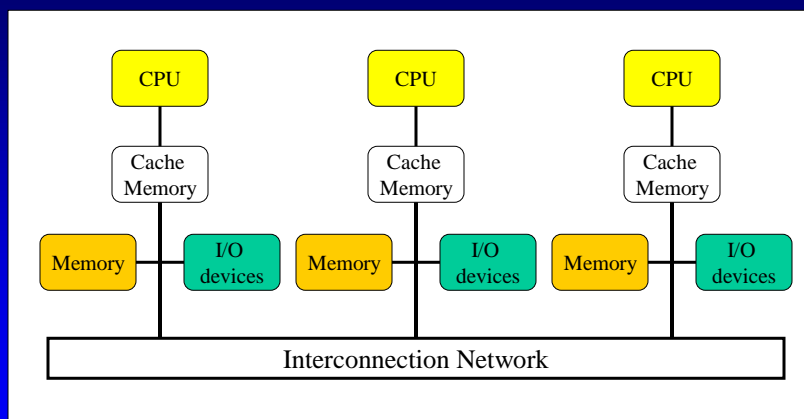 CPU
CPU
CPU
Cache
Memory
Cache
Memory
Cache
Memory
Memory
I/O
devices
Memory
I/O
devices
Memory
I/O
devices
Interconnection Network